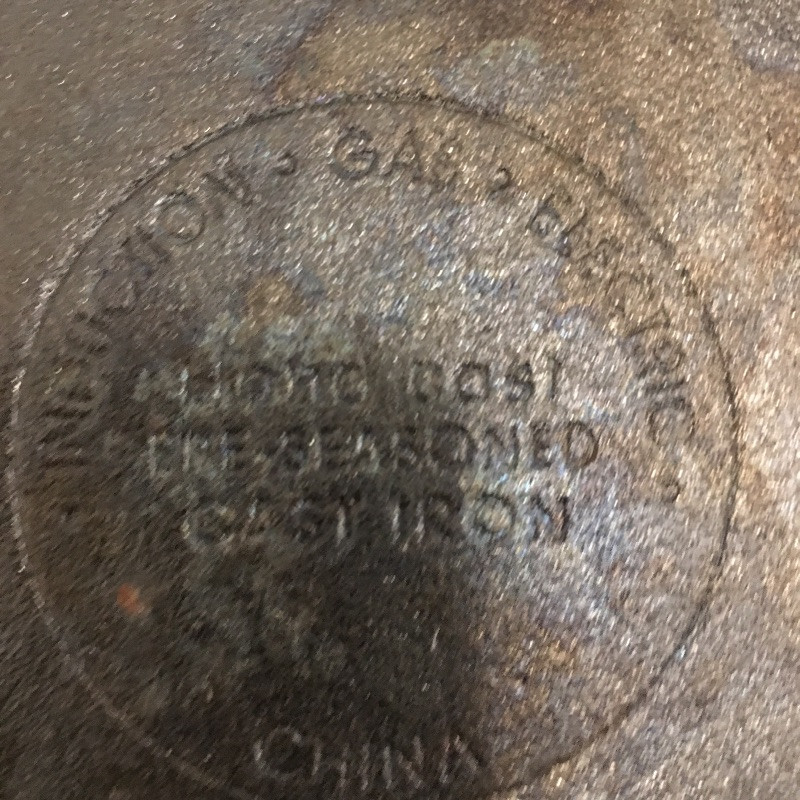 INDUCTION • GAS • ELECTRIC •
PRE-SEASONED
CAST IRON
CHINA